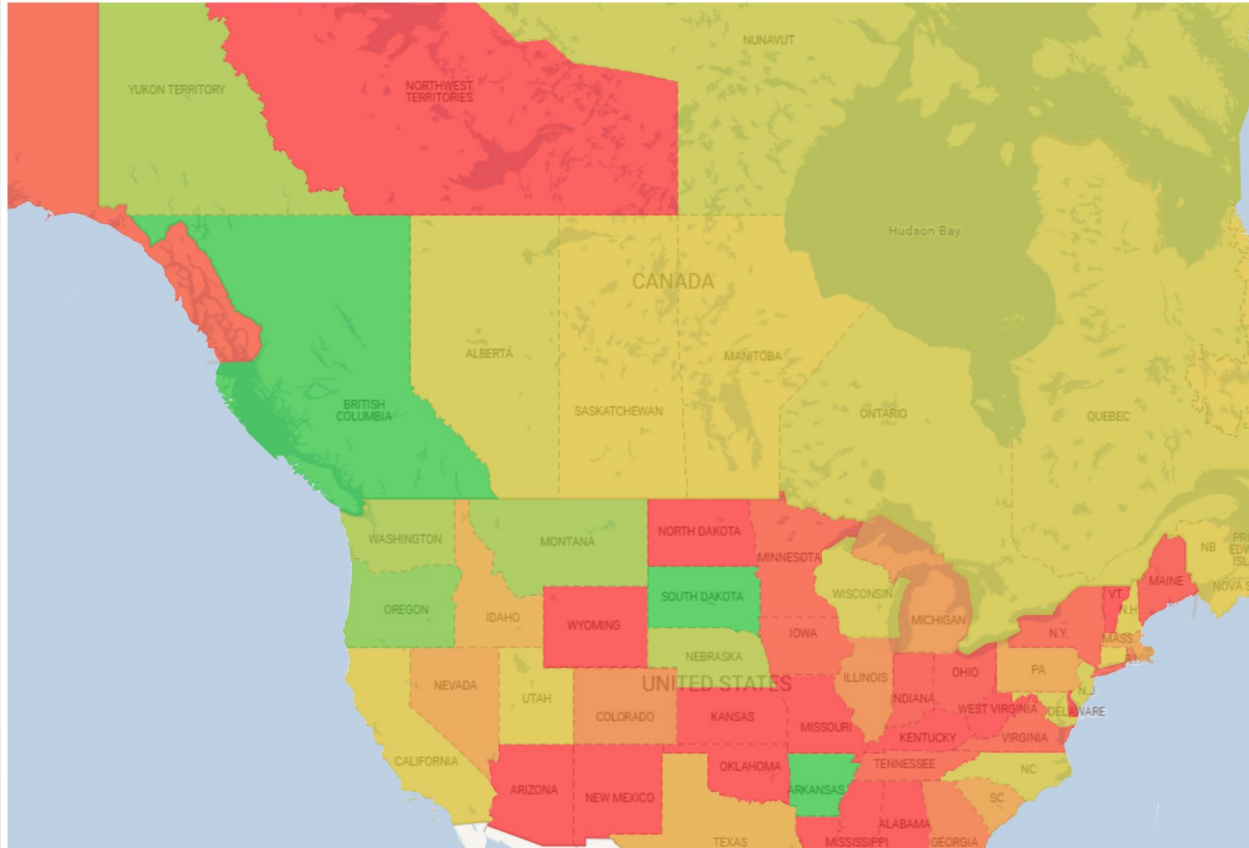 NUNAVUT
YUKON TERRITORY
NORTHWEST
TERRITORIES
Hudson Bay
CANADA
ALBERTA
MANITOBA
BRITISH
COLUMBIA
SASKATCHEWAN
ONTARIO
QUEBEC
WASHINGTON
MONTANA
NORTH DAKOTA
MINNESOTA
NB
MAINE
OREGON
IDAHO
WYOMING
SOUTH DAKOTA
WISCONSIN
MICHIGAN
VT.
N.H.
NOVA S
IOWA
N.Y.
MASS.
NEBRASKA
R.I.
NEVADA
UTAH
UNITED STATES
ILLINOIS
INDIANA
OHIO
PA
N.J.
COLORADO
KANSAS
MISSOURI
WEST VIRGINIA
DELAWARE
KENTUCKY
VIRGINIA
CALIFORNIA
OKLAHOMA
TENNESSEE
NC
ARIZONA
NEW MEXICO
ARKANSAS
SC
TEXAS
MISSISSIPPI
ALABAMA
GEORGIA